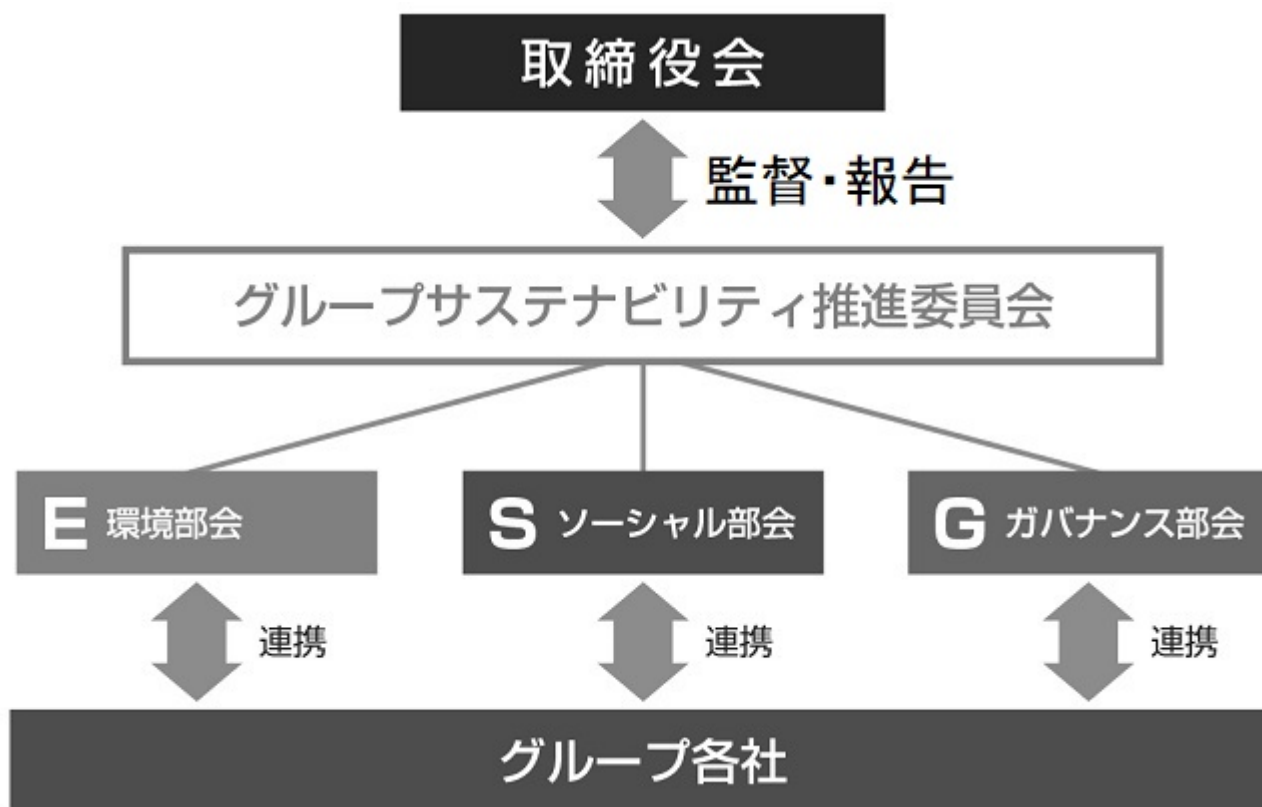 取締役会
監督・報告
グループサステナビリティ推進委員会
E 環境部会
S ソーシャル部会
G ガバナンス部会
連携
連携
連携
グループ各社